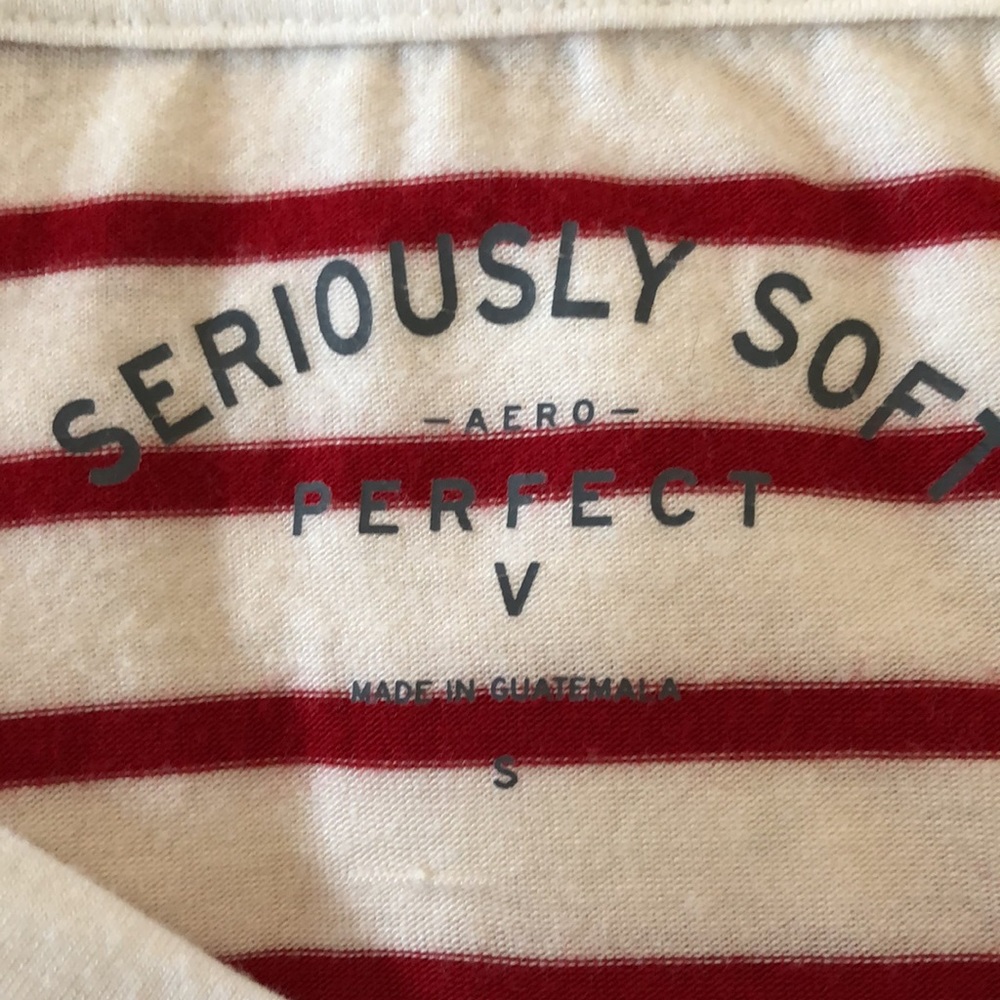 SERIOUSLY SOFT
—AERO—
PERFECT
V
MADE IN GUATEMALA
S